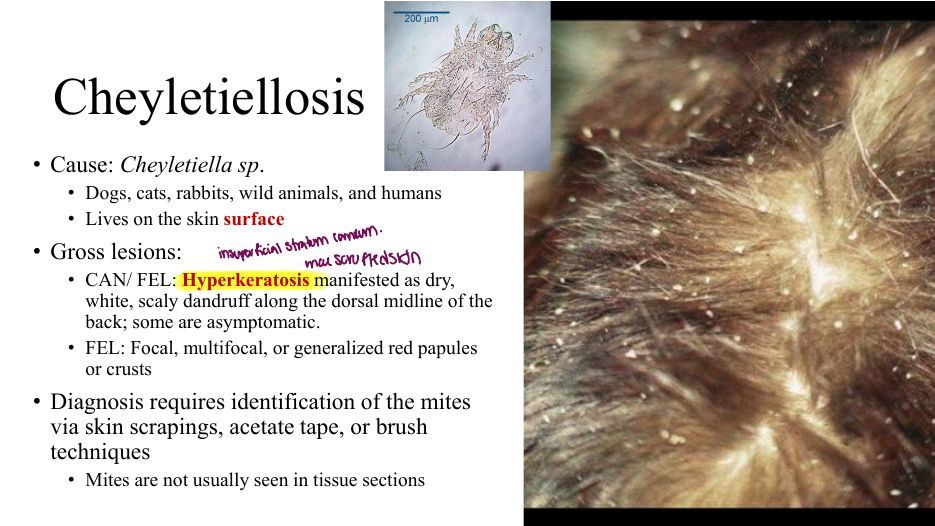 200 µm
Cheyletiellosis
• Cause: Cheyletiella sp.
• Dogs, cats, rabbits, wild animals, and humans
• Lives on the skin surface
• Gross lesions:
stratum
• CAN/ FEL: Hyperkeratosis manifested as dry,
white, scaly dandruff along the dorsal midline of the
back; some are asymptomatic.
• FEL: Focal, multifocal, or generalized red papules
or crusts
• Diagnosis requires identification of the mites
via skin scrapings, acetate tape, or brush
techniques
• Mites are not usually seen in tissue sections